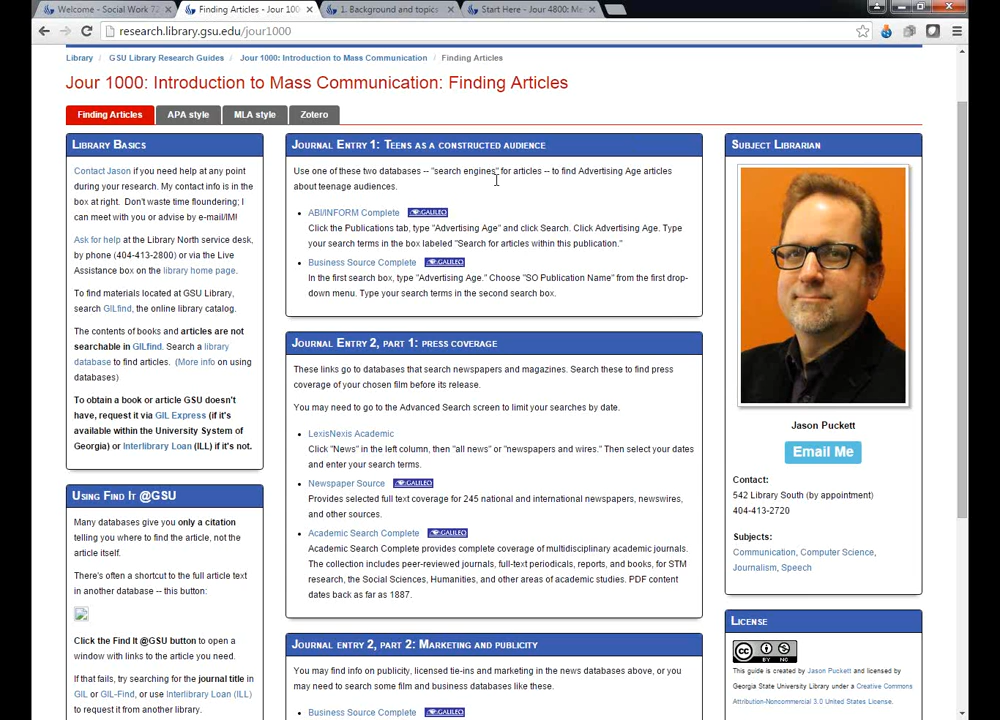 Welcome - Social Work 7
Finding Articles - Jour 100
1. Background and topics
Start Here - Jour 4800: Me
research.library.gsu.edu/jour1000
Library / GSU Library Research Guides / Jour 1000: Introduction to Mass Communication / Finding Articles
Jour 1000: Introduction to Mass Communication: Finding Articles
Finding Articles
APA style
MLA style
Zotero
Library Basics
Contact Jason if you need help at any point
during your research. My contact info is in the
box at right. Don't waste time floundering; I
can meet with you or advise by e-mail/IM!
Ask for help at the Library North service desk,
by phone (404-413-2800) or via the Live
Assistance box on the library home page.
To find materials located at GSU Library,
search GILfind, the online library catalog.
The contents of books and articles are not
searchable in GILfind. Search a library
database to find articles. (More info on using
databases)
To obtain a book or article GSU doesn't
have, request it via GIL Express (if it's
available within the University System of
Georgia) or Interlibrary Loan (ILL) if it's not.
Using Find It @GSU
Many databases give you only a citation
telling you where to find the article, not the
article itself.
There's often a shortcut to the full article text
in another database -- this button:
Click the Find It @GSU button to open a
window with links to the article you need.
If that fails, try searching for the journal title in
GIL or GIL-Find, or use Interlibrary Loan (ILL)
to request it from another library.
Journal Entry 1: Teens as a constructed audience
Use one of these two databases -- "search engines" for articles -- to find Advertising Age articles
about teenage audiences.
ABI/INFORM Complete GALILEO
Click the Publications tab, type "Advertising Age" and click Search. Click Advertising Age. Type
your search terms in the box labeled "Search for articles within this publication."
Business Source Complete GALILEO
In the first search box, type "Advertising Age." Choose "SO Publication Name" from the first drop-
down menu. Type your search terms in the second search box.
Journal Entry 2, part 1: press coverage
These links go to databases that search newspapers and magazines. Search these to find press
coverage of your chosen film before its release.
You may need to go to the Advanced Search screen to limit your searches by date.
LexisNexis Academic
Click "News" in the left column, then "all news" or "newspapers and wires." Then select your dates
and enter your search terms.
Newspaper Source GALILEO
Provides selected full text coverage for 245 national and international newspapers, newswires,
and other sources.
Academic Search Complete GALILEO
Academic Search Complete provides complete coverage of multidisciplinary academic journals.
The collection includes peer-reviewed journals, full-text periodicals, reports, and books, for STM
research, the Social Sciences, Humanities, and other areas of academic studies. PDF content
dates back as far as 1887.
Journal entry 2, part 2: Marketing and publicity
You may find info on publicity, licensed tie-ins and marketing in the news databases above, or you
may need to search some film and business databases like these.
Business Source Complete GALILEO
Subject Librarian
Jason Puckett
Email Me
Contact:
542 Library South (by appointment)
404-413-2720
Subjects:
Communication, Computer Science,
Journalism, Speech
License
CC BY NC
This guide is created by Jason Puckett and licensed by
Georgia State University Library under a Creative Commons
Attribution-Noncommercial 3.0 United States License.